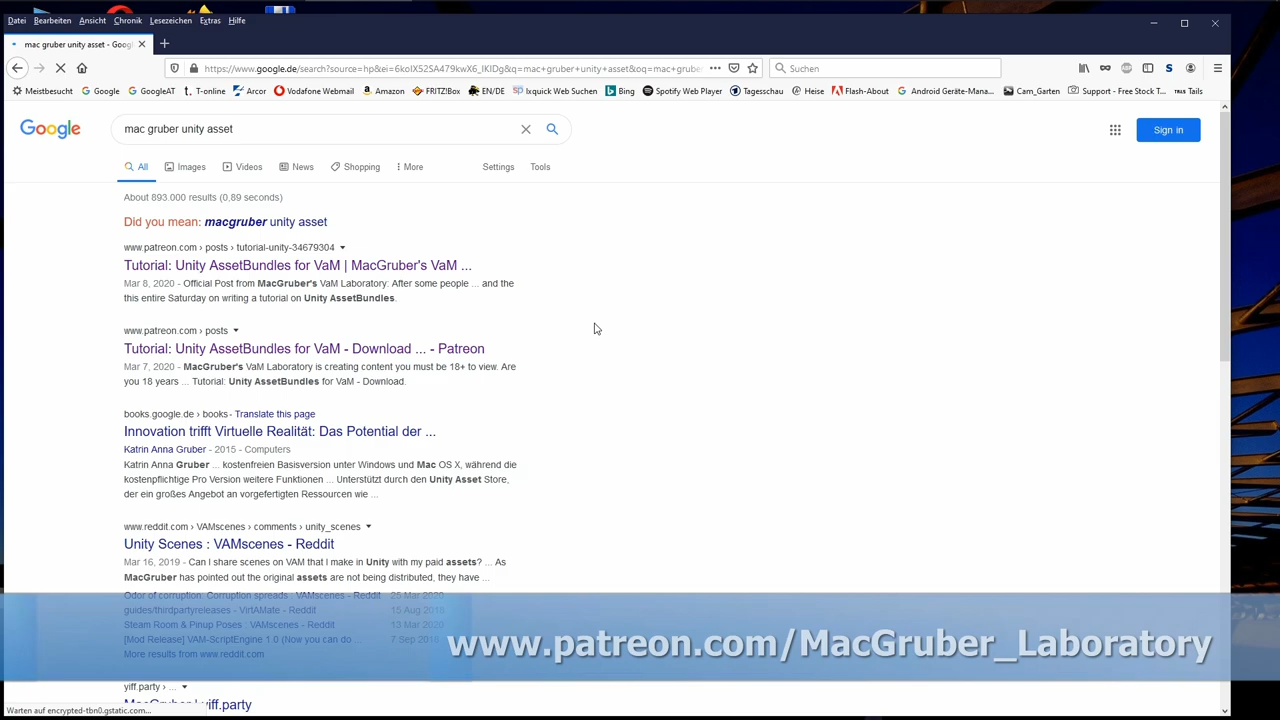 Datei Bearbeiten Ansicht Chronik Lesezeichen Extras Hilfe
mac gruber unity asset - Goog
https://www.google.de/search?source=hp&ei=6koIX52SA479kwX6_IKIDg&q=mac+gruber+unity+asset&oq=mac+grube
Suchen
Meistbesucht Google GoogleAT T-online Arcor Vodafone Webmail Amazon FRITZ!Box EN/DE Ixquick Web Suchen Bing Spotify Web Player Tagesschau Heise Flash-About Android Geräte-Mana... Cam_Garten Support - Free Stock T... Tails
Google
mac gruber unity asset
Sign in
All Images Videos News Shopping More Settings Tools
About 893.000 results (0,89 seconds)
Did you mean: macgruber unity asset
www.patreon.com › posts › tutorial-unity-34679304
Tutorial: Unity AssetBundles for VaM | MacGruber's VaM ...
Mar 8, 2020 - Official Post from MacGruber's VaM Laboratory: After some people ... and the
this entire Saturday on writing a tutorial on Unity AssetBundles.
www.patreon.com › posts
Tutorial: Unity AssetBundles for VaM - Download ... - Patreon
Mar 7, 2020 - MacGruber's VaM Laboratory is creating content you must be 18+ to view. Are
you 18 years ... Tutorial: Unity AssetBundles for VaM - Download.
books.google.de › books - Translate this page
Innovation trifft Virtuelle Realität: Das Potential der ...
Katrin Anna Gruber - 2015 - Computers
Katrin Anna Gruber ... kostenfreien Basisversion unter Windows und Mac OS X, während die
kostenpflichtige Pro Version weitere Funktionen ... Unterstützt durch den Unity Asset Store,
der ein großes Angebot an vorgefertigten Ressourcen wie ...
www.reddit.com › VAMscenes › comments › unity_scenes
Unity Scenes : VAMscenes - Reddit
Mar 16, 2019 - Can I share scenes on VAM that I make in Unity with my paid assets? ... As
MacGruber has pointed out the original assets are not being distributed, they have ...
Odor of corruption: Corruption spreads : VAMscenes - Reddit 25 Mar 2020
guides/thirdpartyreleases - VirtAMate - Reddit 15 Aug 2018
Steam Room & Pinup Poses : VAMscenes - Reddit 13 Mar 2020
[Mod Release] VAM-ScriptEngine 1.0 (Now you can do ... 7 Sep 2018
More results from www.reddit.com
www.patreon.com/MacGruber_Laboratory
yiff.party › ...
MacGruber | yiff.party
Warten auf encrypted-tbn0.gstatic.com...